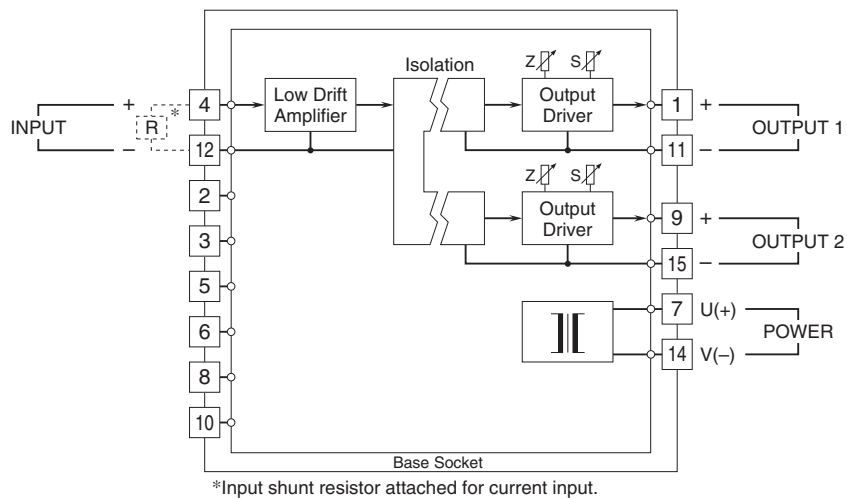 Isolation
Z S
4
Low Drift
Amplifier
Output
Driver
1 +
INPUT
+
R
*
–
OUTPUT 1
12
11 –
2
Z S
3
Output
Driver
9 +
OUTPUT 2
15 –
5
6
7 U(+)
POWER
14 V(–)
8
10
Base Socket
*Input shunt resistor attached for current input.